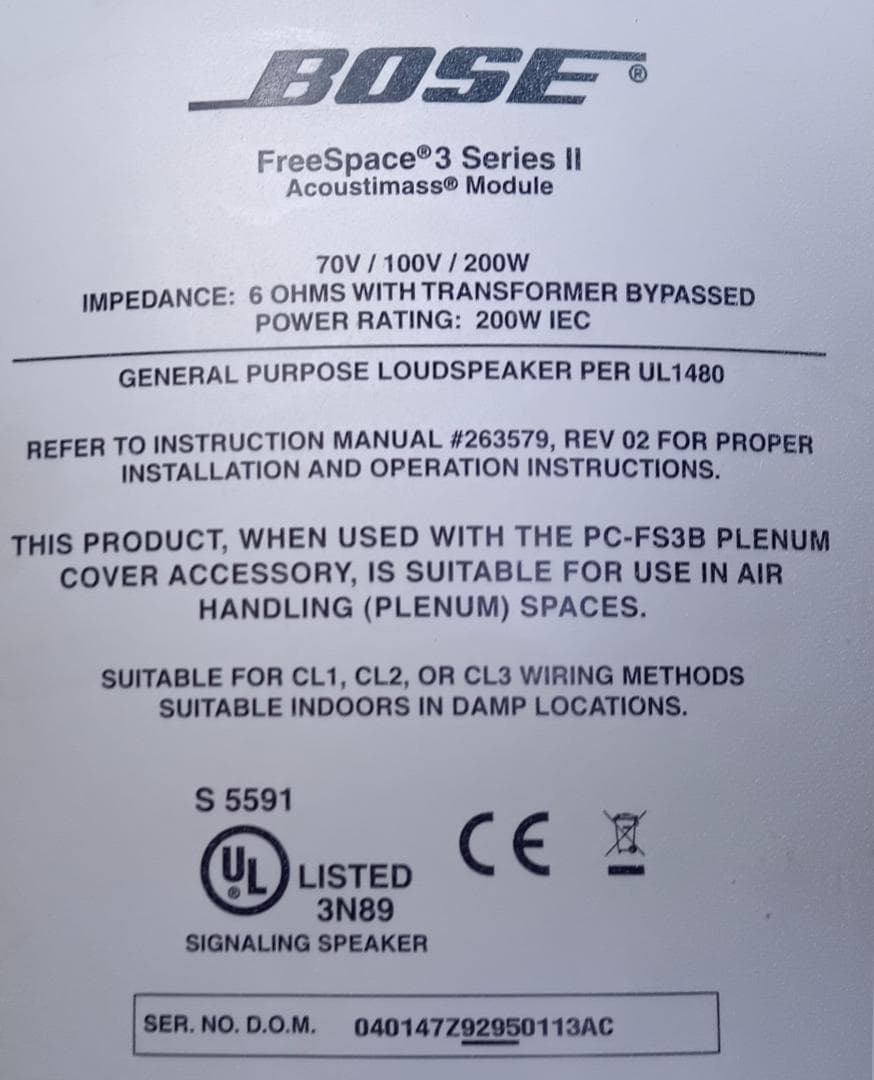 BOSE®
FreeSpace®3 Series II
Acoustimass® Module
70V / 100V / 200W
IMPEDANCE: 6 OHMS WITH TRANSFORMER BYPASSED
POWER RATING: 200W IEC
GENERAL PURPOSE LOUDSPEAKER PER UL1480
REFER TO INSTRUCTION MANUAL #263579, REV 02 FOR PROPER
INSTALLATION AND OPERATION INSTRUCTIONS.
THIS PRODUCT, WHEN USED WITH THE PC-FS3B PLENUM
COVER ACCESSORY, IS SUITABLE FOR USE IN AIR
HANDLING (PLENUM) SPACES.
SUITABLE FOR CL1, CL2, OR CL3 WIRING METHODS
SUITABLE INDOORS IN DAMP LOCATIONS.
S 5591
UL® LISTED
3N89
SIGNALING SPEAKER
CE
SER. NO. D.O.M. 040147Z92950113AC